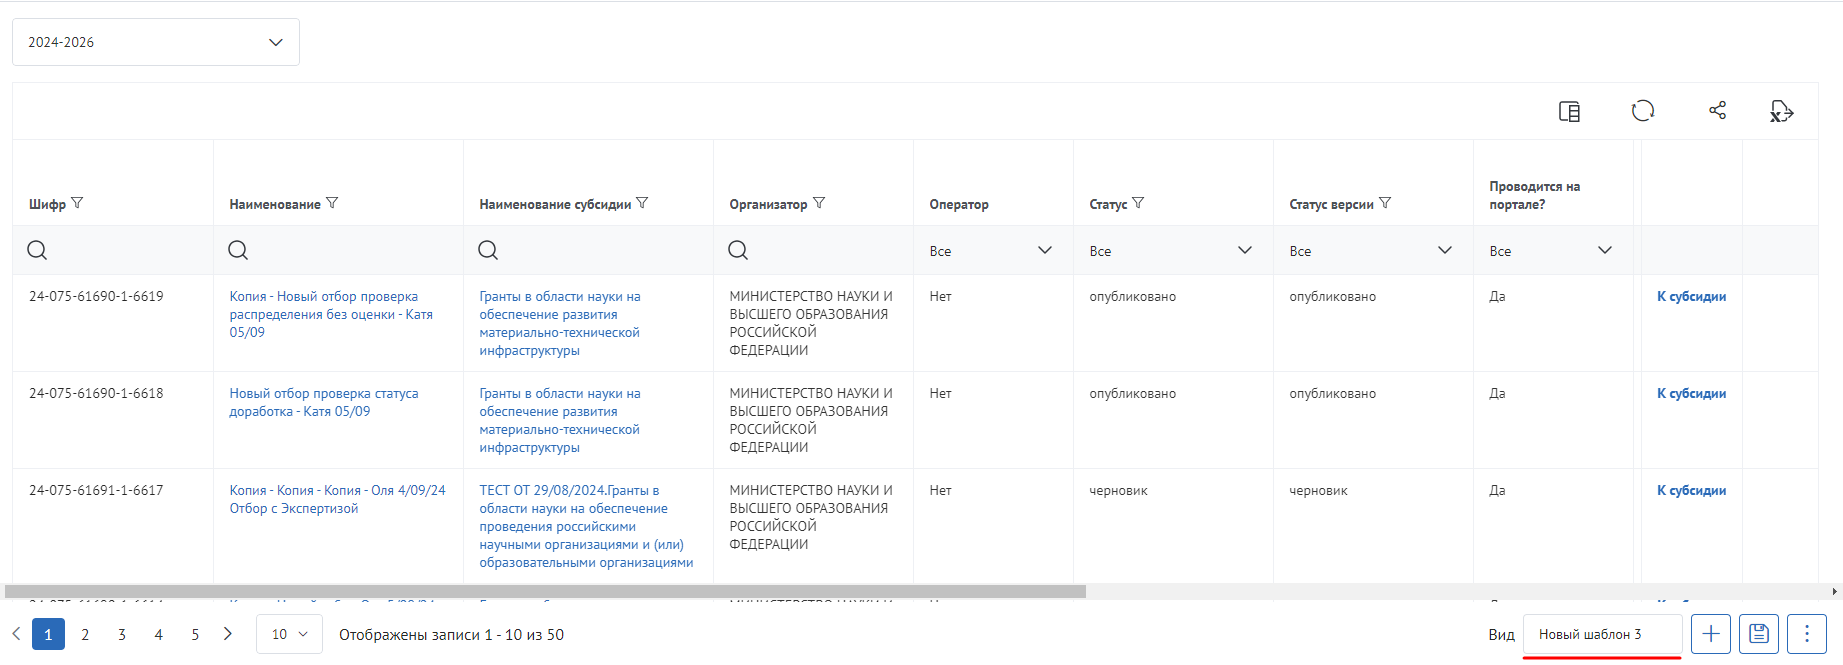 2024-2026
Шифр
Наименование
Наименование субсидии
Организатор
Оператор
Статус
Статус версии
Проводится на
портале?
Все
Все
Все
Все
24-075-61690-1-6619
Копия - Новый отбор проверка
распределения без оценки - Катя
05/09
Гранты в области науки на
обеспечение развития
материально-технической
инфраструктуры
МИНИСТЕРСТВО НАУКИ И
ВЫСШЕГО ОБРАЗОВАНИЯ
РОССИЙСКОЙ
ФЕДЕРАЦИИ
Нет
опубликовано
опубликовано
Да
К субсидии
24-075-61690-1-6618
Новый отбор проверка статуса
доработка - Катя 05/09
Гранты в области науки на
обеспечение развития
материально-технической
инфраструктуры
МИНИСТЕРСТВО НАУКИ И
ВЫСШЕГО ОБРАЗОВАНИЯ
РОССИЙСКОЙ
ФЕДЕРАЦИИ
Нет
опубликовано
опубликовано
Да
К субсидии
24-075-61691-1-6617
Копия - Копия - Копия - Оля 4/09/24
Отбор с Экспертизой
ТЕСТ ОТ 29/08/2024.Гранты в
области науки на обеспечение
проведения российскими
научными организациями и (или)
образовательными организациями
МИНИСТЕРСТВО НАУКИ И
ВЫСШЕГО ОБРАЗОВАНИЯ
РОССИЙСКОЙ
ФЕДЕРАЦИИ
Нет
черновик
черновик
Да
К субсидии
1 2 3 4 5
10
Отображены записи 1 - 10 из 50
Вид
Новый шаблон 3